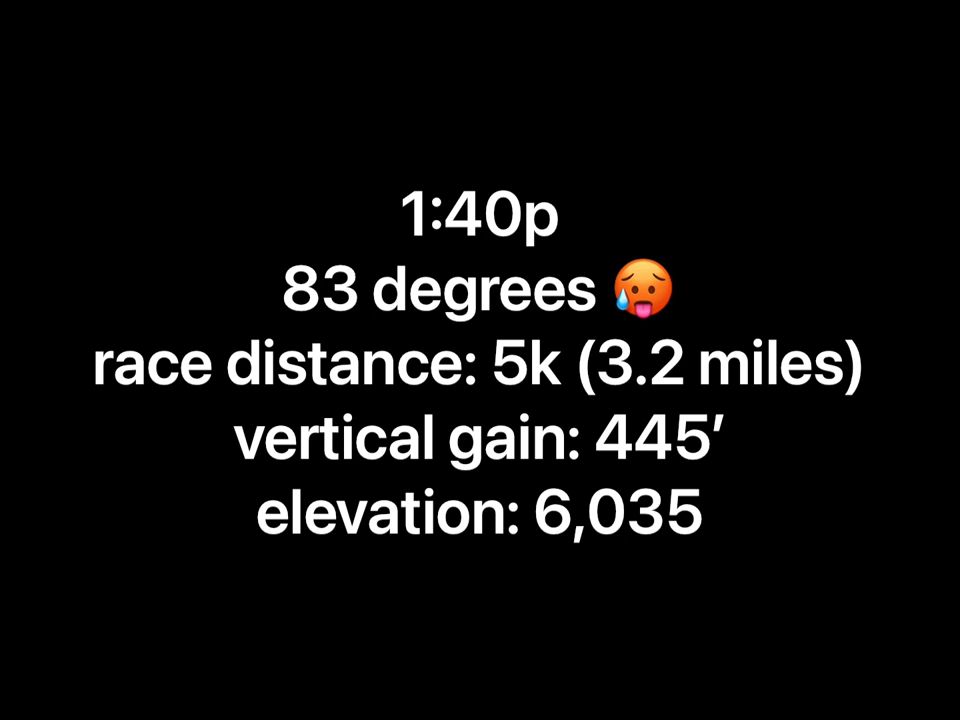 1:40p
83 degrees 🥵
race distance: 5k (3.2 miles)
vertical gain: 445′
elevation: 6,035